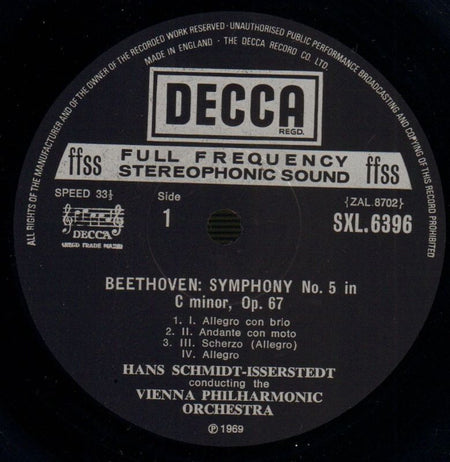 ALL RIGHTS OF THE MANUFACTURER AND OF THE OWNER OF THE RECORDED WORK RESERVED · UNAUTHORISED PUBLIC PERFORMANCE BROADCASTING AND COPYING OF THIS RECORD PROHIBITED
MADE IN ENGLAND · THE DECCA RECORD CO. LTD.
DECCA
REGD.
ffss FULL FREQUENCY STEREOPHONIC SOUND ffss
SPEED 33⅓
Side
1
{ZAL.8702}
SXL.6396
DECCA
REGD TRADE MARK
BEETHOVEN: SYMPHONY No. 5 in
C minor, Op. 67
1. I. Allegro con brio
2. II. Andante con moto
3. III. Scherzo (Allegro)
IV. Allegro
HANS SCHMIDT-ISSERSTEDT
conducting the
VIENNA PHILHARMONIC
ORCHESTRA
℗ 1969